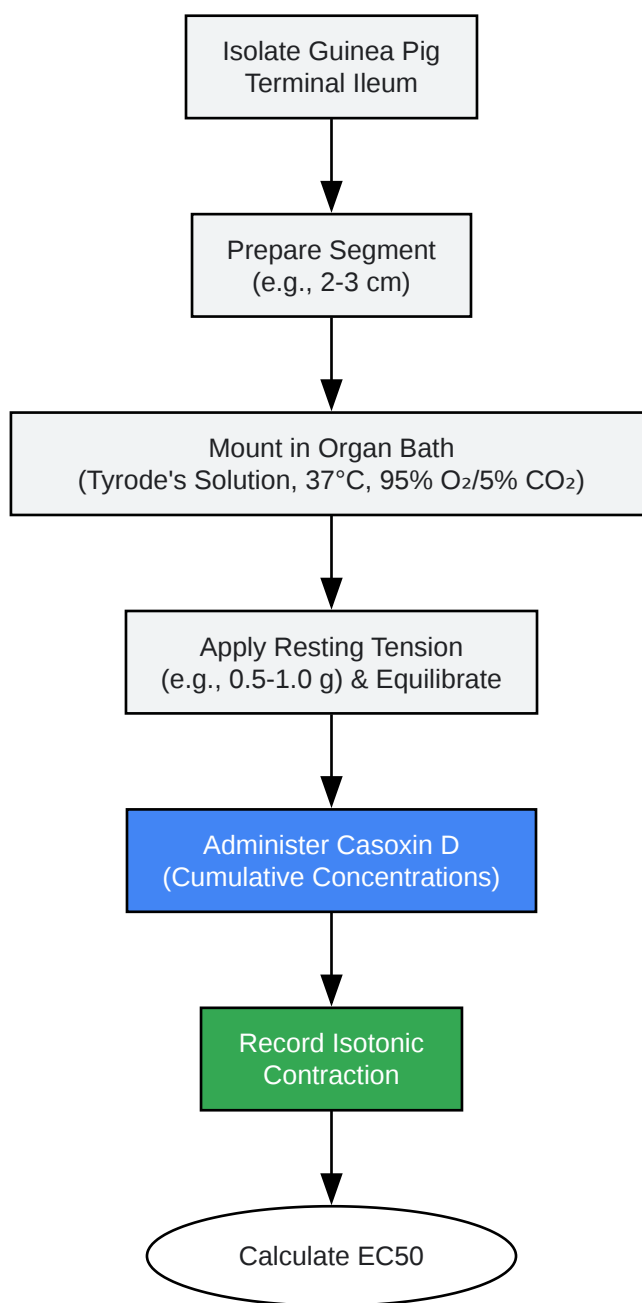 Isolate Guinea Pig
Terminal Ileum
Prepare Segment
(e.g., 2-3 cm)
Mount in Organ Bath
(Tyrode's Solution, 37°C, 95% O₂/5% CO₂)
Apply Resting Tension
(e.g., 0.5-1.0 g) & Equilibrate
Administer Casoxin D
(Cumulative Concentrations)
Record Isotonic
Contraction
Calculate EC50